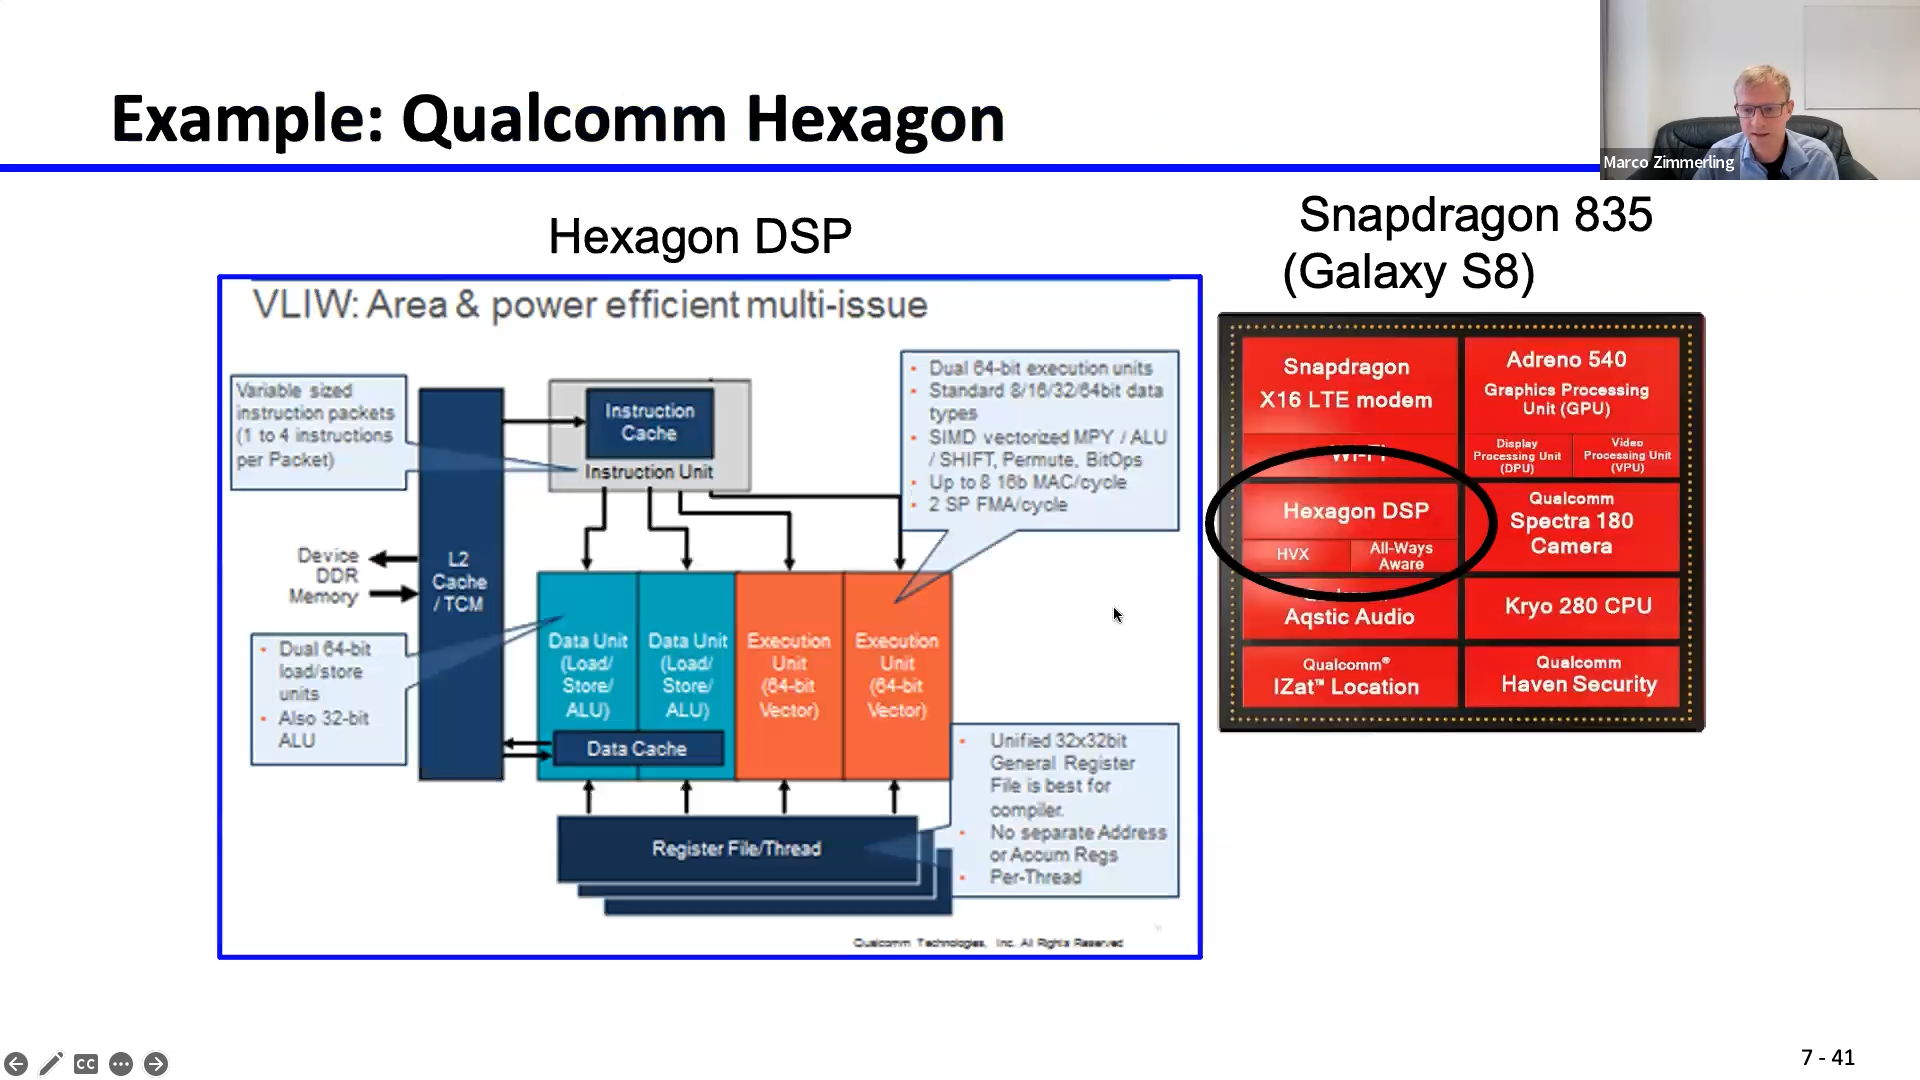 Example: Qualcomm Hexagon
Marco Zimmerling
Hexagon DSP
Snapdragon 835
(Galaxy S8)
VLIW: Area & power efficient multi-issue
Variable sized
instruction packets
(1 to 4 instructions
per Packet)
Instruction
Cache
Instruction Unit
• Dual 64-bit execution units
• Standard 8/16/32/64bit data
types
• SIMD vectorized MPY / ALU
/ SHIFT, Permute, BitOps
• Up to 8 16b MAC/cycle
• 2 SP FMA/cycle
Device
DDR
Memory
L2
Cache
/ TCM
• Dual 64-bit
load/store
units
• Also 32-bit
ALU
Data Unit
(Load/
Store/
ALU)
Data Unit
(Load/
Store/
ALU)
Execution
Unit
(64-bit
Vector)
Execution
Unit
(64-bit
Vector)
Data Cache
Register File/Thread
• Unified 32x32bit
General Register
File is best for
compiler.
• No separate Address
or Accum Regs
• Per-Thread
Qualcomm Technologies, Inc. All Rights Reserved
Snapdragon
X16 LTE modem
Wi-Fi
Hexagon DSP
HVX
All-Ways
Aware
Aqstic Audio
Qualcomm®
IZat™ Location
Adreno 540
Graphics Processing
Unit (GPU)
Display
Processing Unit
(DPU)
Video
Processing Unit
(VPU)
Qualcomm
Spectra 180
Camera
Kryo 280 CPU
Qualcomm
Haven Security
CC
7 - 41